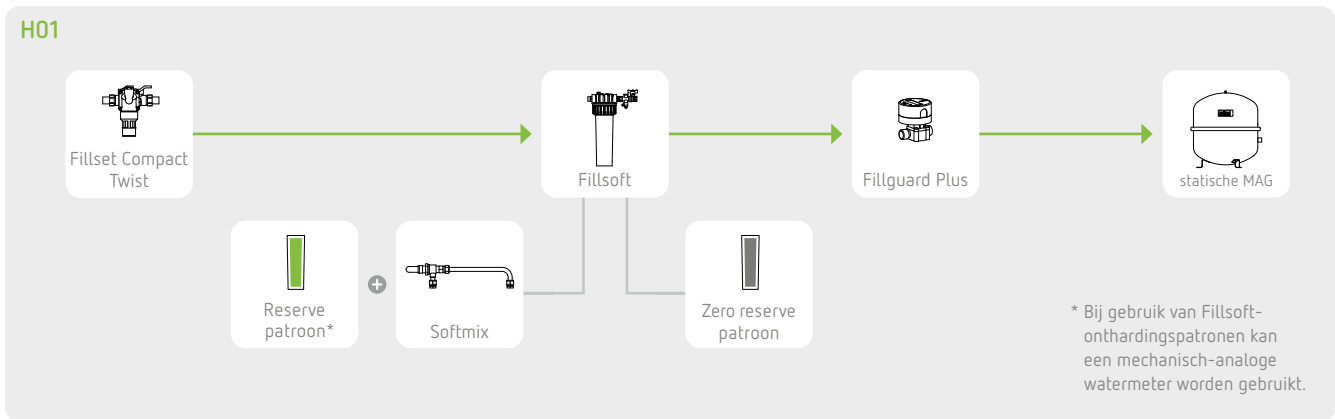 H01
Fillset Compact
Twist
Fillsoft
Fillguard Plus
statische MAG
Reserve
patroon*
Softmix
Zero reserve
patroon
* Bij gebruik van Fillsoft-
onthardingspatronen kan
een mechanisch-analoge
watermeter worden gebruikt.